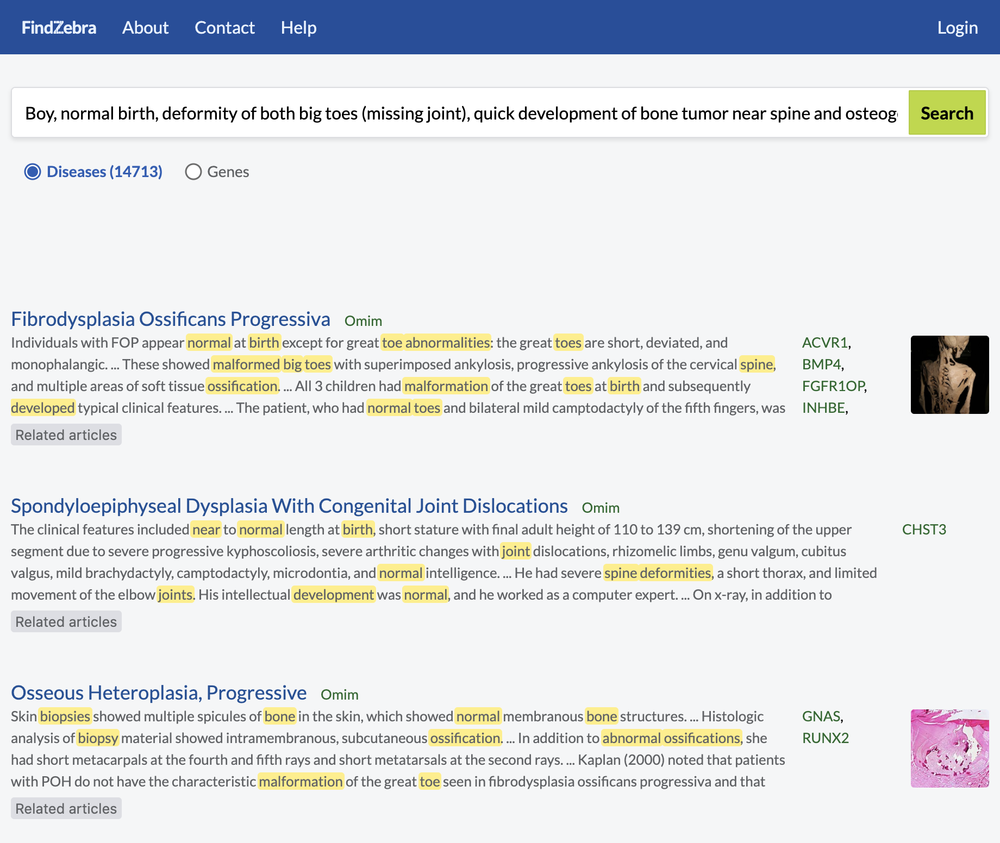 FindZebra About Contact Help Login
Boy, normal birth, deformity of both big toes (missing joint), quick development of bone tumor near spine and osteog
Search
Diseases (14713) Genes
Fibrodysplasia Ossificans Progressiva Omim
Individuals with FOP appear normal at birth except for great toe abnormalities: the great toes are short, deviated, and
monophalangic. ... These showed malformed big toes with superimposed ankylosis, progressive ankylosis of the cervical spine,
and multiple areas of soft tissue ossification. ... All 3 children had malformation of the great toes at birth and subsequently
developed typical clinical features. ... The patient, who had normal toes and bilateral mild camptodactyly of the fifth fingers, was
ACVR1,
BMP4,
FGFR1OP,
INHBE,
Related articles
Spondyloepiphyseal Dysplasia With Congenital Joint Dislocations Omim
The clinical features included near to normal length at birth, short stature with final adult height of 110 to 139 cm, shortening of the upper
segment due to severe progressive kyphoscoliosis, severe arthritic changes with joint dislocations, rhizomelic limbs, genu valgum, cubitus
valgus, mild brachydactyly, camptodactyly, microdontia, and normal intelligence. ... He had severe spine deformities, a short thorax, and limited
movement of the elbow joints. His intellectual development was normal, and he worked as a computer expert. ... On x-ray, in addition to
CHST3
Related articles
Osseous Heteroplasia, Progressive Omim
Skin biopsies showed multiple spicules of bone in the skin, which showed normal membranous bone structures. ... Histologic
analysis of biopsy material showed intramembranous, subcutaneous ossification. ... In addition to abnormal ossifications, she
had short metacarpals at the fourth and fifth rays and short metatarsals at the second rays. ... Kaplan (2000) noted that patients
with POH do not have the characteristic malformation of the great toe seen in fibrodysplasia ossificans progressiva and that
GNAS,
RUNX2
Related articles